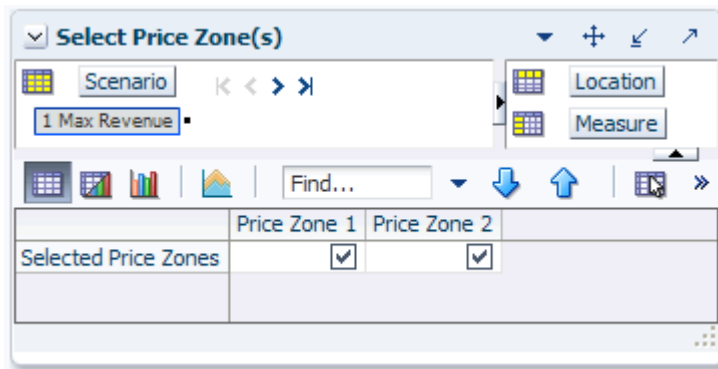 Select Price Zone(s)
Scenario
Location
1 Max Revenue
Measure
Find...
Price Zone 1 Price Zone 2
Selected Price Zones